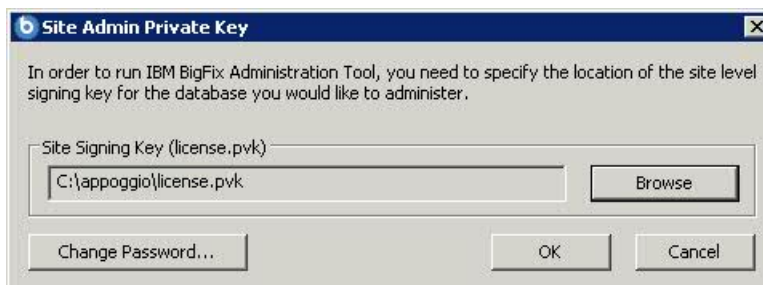 Site Admin Private Key
In order to run IBM BigFix Administration Tool, you need to specify the location of the site level
signing key for the database you would like to administer.
Site Signing Key (license.pvk)
C:\appoggio\license.pvk
Browse
Change Password...
OK
Cancel